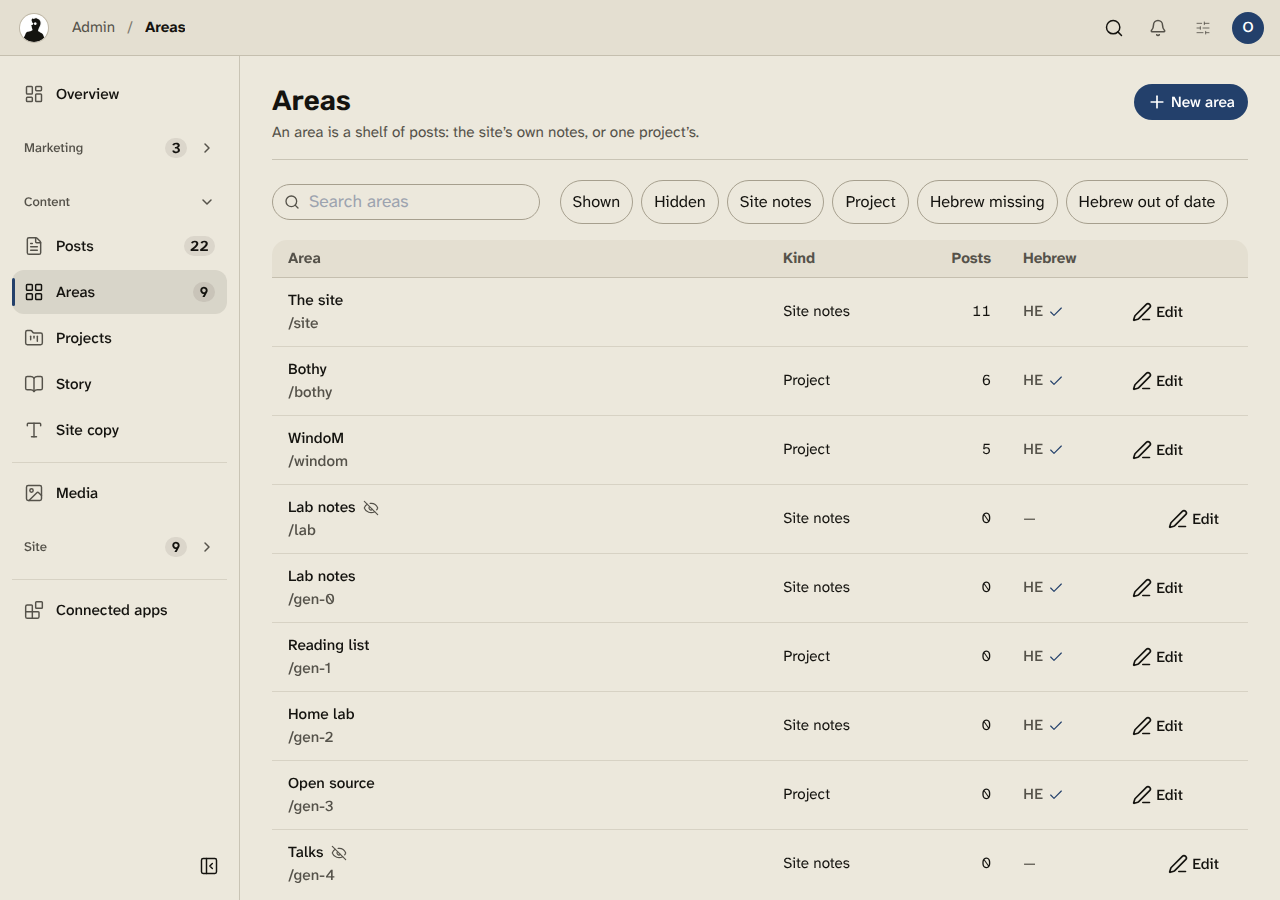 Admin / Areas
O
Overview
Marketing 3
Content
Posts 22
Areas 9
Projects
Story
Site copy
Media
Site 9
Connected apps
Areas
An area is a shelf of posts: the site’s own notes, or one project’s.
New area
Search areas
Shown
Hidden
Site notes
Project
Hebrew missing
Hebrew out of date
Area Kind Posts Hebrew
The site
/site
Site notes 11 HE Edit
Bothy
/bothy
Project 6 HE Edit
WindoM
/windom
Project 5 HE Edit
Lab notes
/lab
Site notes 0 — Edit
Lab notes
/gen-0
Site notes 0 HE Edit
Reading list
/gen-1
Project 0 HE Edit
Home lab
/gen-2
Site notes 0 HE Edit
Open source
/gen-3
Project 0 HE Edit
Talks
/gen-4
Site notes 0 — Edit